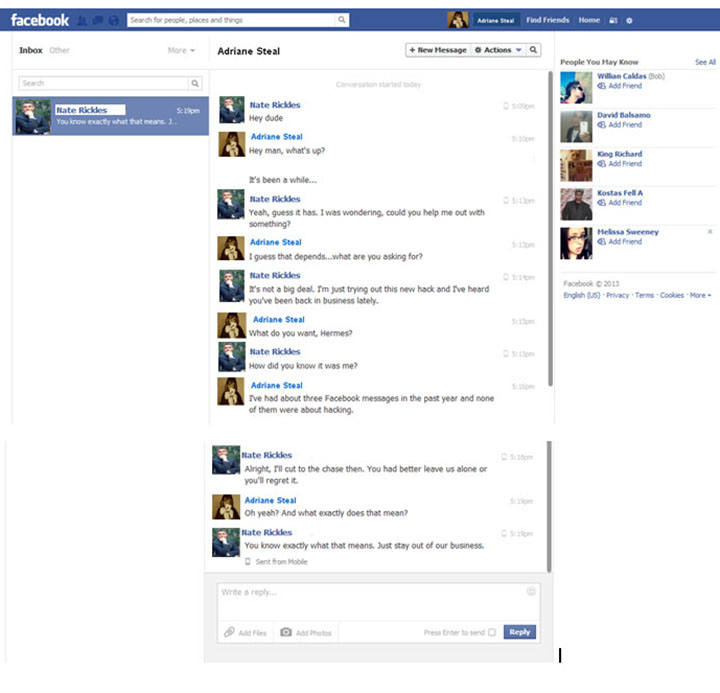 facebook
Search for people, places and things
Adriane Steal
Find Friends
Home
Inbox
Other
More
Adriane Steal
+ New Message
Actions
Search
Nate Rickles
5:19pm
You know exactly what that means. J...
Conversation started today
Nate Rickles
5:09pm
Hey dude
Adriane Steal
5:10pm
Hey man, what's up?
It's been a while...
Nate Rickles
5:13pm
Yeah, guess it has. I was wondering, could you help me out with
something?
Adriane Steal
5:13pm
I guess that depends...what are you asking for?
Nate Rickles
5:14pm
It's not a big deal. I'm just trying out this new hack and I've heard
you've been back in business lately.
Adriane Steal
5:15pm
What do you want, Hermes?
Nate Rickles
5:15pm
How did you know it was me?
Adriane Steal
5:16pm
I've had about three Facebook messages in the past year and none
of them were about hacking.
Nate Rickles
5:18pm
Alright, I'll cut to the chase then. You had better leave us alone or
you'll regret it.
Adriane Steal
5:19pm
Oh yeah? And what exactly does that mean?
Nate Rickles
5:19pm
You know exactly what that means. Just stay out of our business.
Sent from Mobile
Write a reply...
Add Files
Add Photos
Press Enter to send
Reply
People You May Know
See All
Willian Caldas (Bob)
Add Friend
David Balsamo
Add Friend
King Richard
Add Friend
Kostas Fell A
Add Friend
Melissa Sweeney
Add Friend
Facebook © 2013
English (US) · Privacy · Terms · Cookies · More